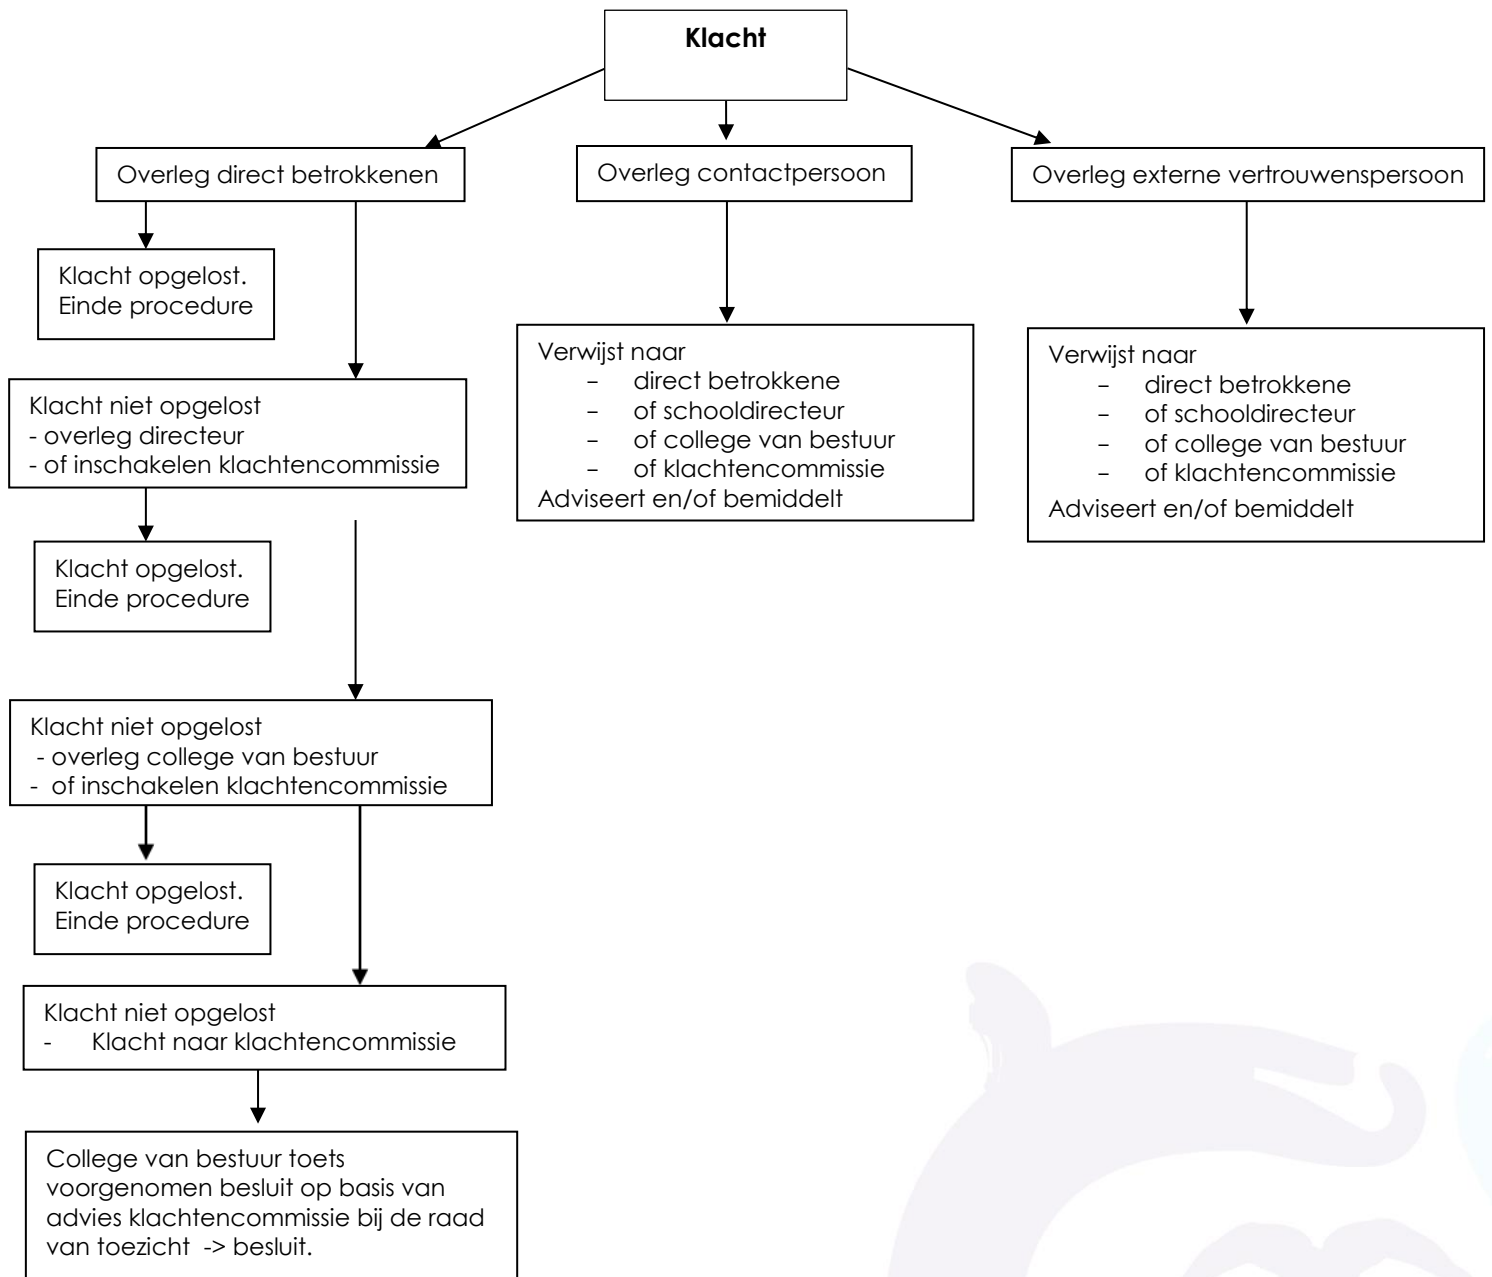 Klacht
Overleg direct betrokkenen
Overleg contactpersoon
Overleg externe vertrouwenspersoon
Klacht opgelost.
Einde procedure
Verwijst naar
- direct betrokkene
- of schooldirecteur
- of college van bestuur
- of klachtencommissie
Adviseert en/of bemiddelt
Verwijst naar
- direct betrokkene
- of schooldirecteur
- of college van bestuur
- of klachtencommissie
Adviseert en/of bemiddelt
Klacht niet opgelost
- overleg directeur
- of inschakelen klachtencommissie
Klacht opgelost.
Einde procedure
Klacht niet opgelost
- overleg college van bestuur
- of inschakelen klachtencommissie
Klacht opgelost.
Einde procedure
Klacht niet opgelost
- Klacht naar klachtencommissie
College van bestuur toets
voorgenomen besluit op basis van
advies klachtencommissie bij de raad
van toezicht -> besluit.